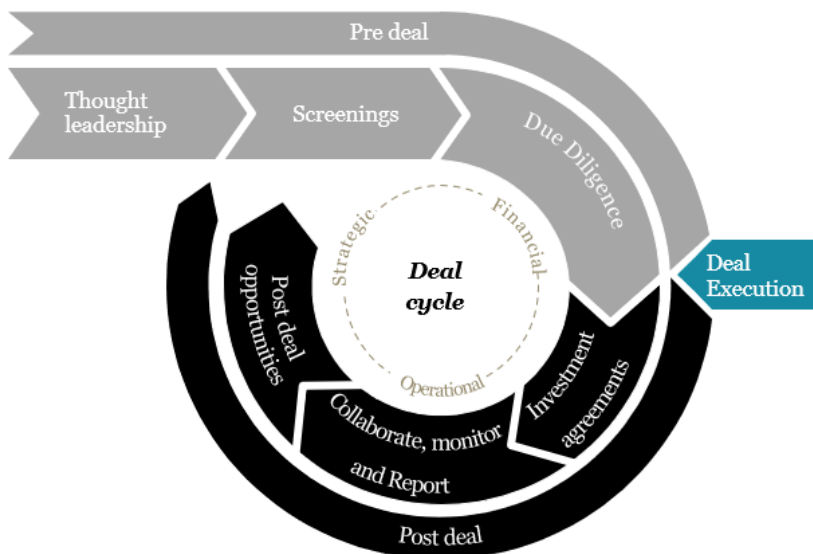 Pre deal
Thought
leadership
Screenings
Due Diligence
Deal
Execution
Strategic
Financial
Operational
Deal
cycle
Investment
agreements
Collaborate, monitor
and Report
Post deal
opportunities
Post deal